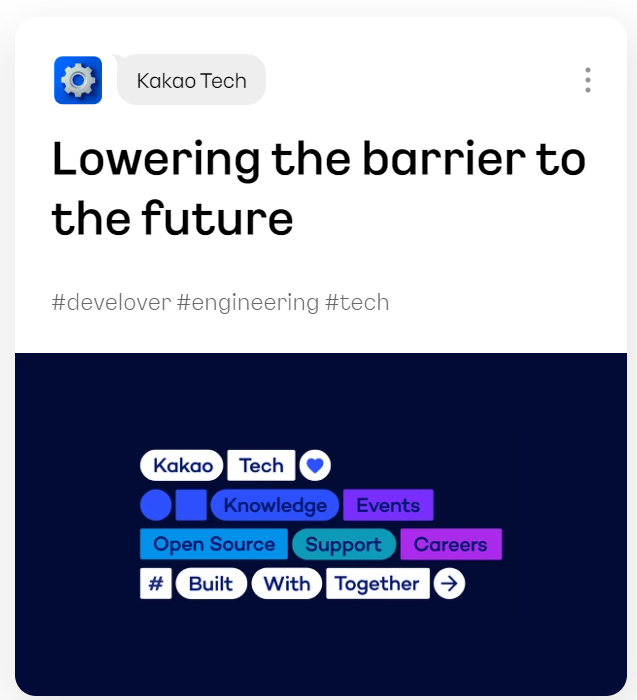 Kakao Tech
Lowering the barrier to
the future
#develover #engineering #tech
Kakao Tech
Knowledge Events
Open Source Support Careers
# Built With Together →